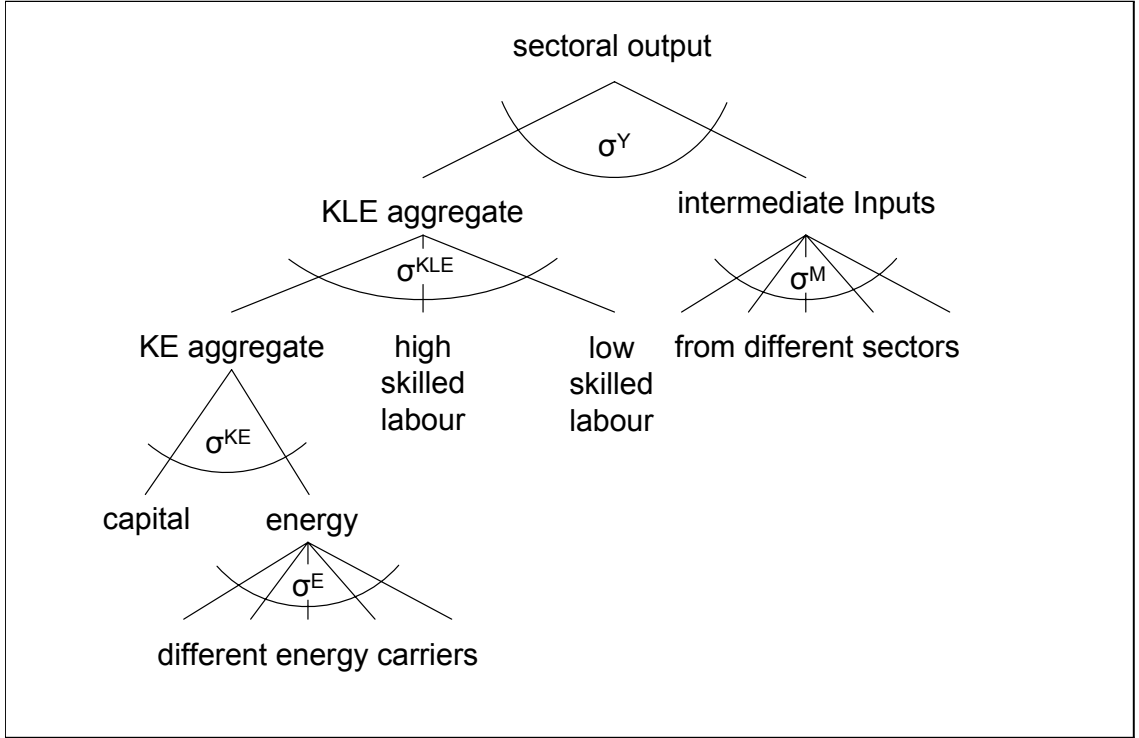 sectoral output
σY
KLE aggregate
intermediate Inputs
σKLE
σM
KE aggregate
high
skilled
labour
low
skilled
labour
from different sectors
σKE
capital
energy
σE
different energy carriers